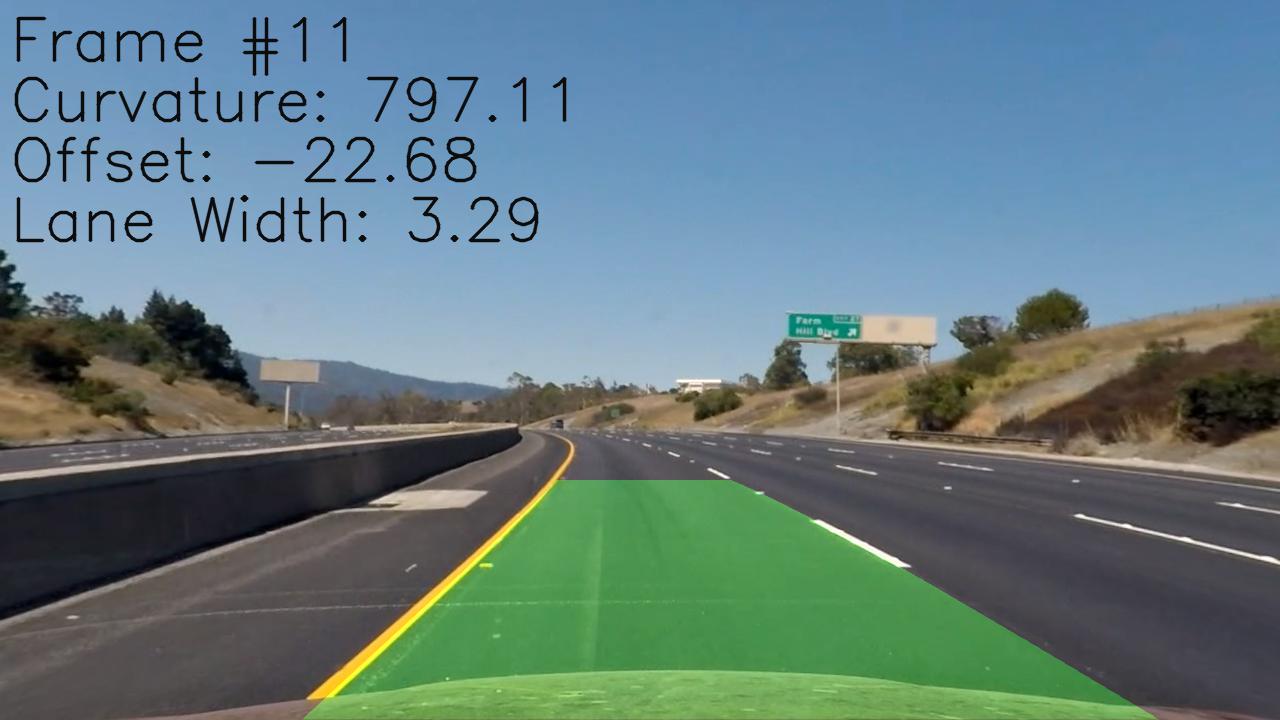 Frame #11
Curvature: 797.11
Offset: -22.68
Lane Width: 3.29
Farm
Hill Blvd